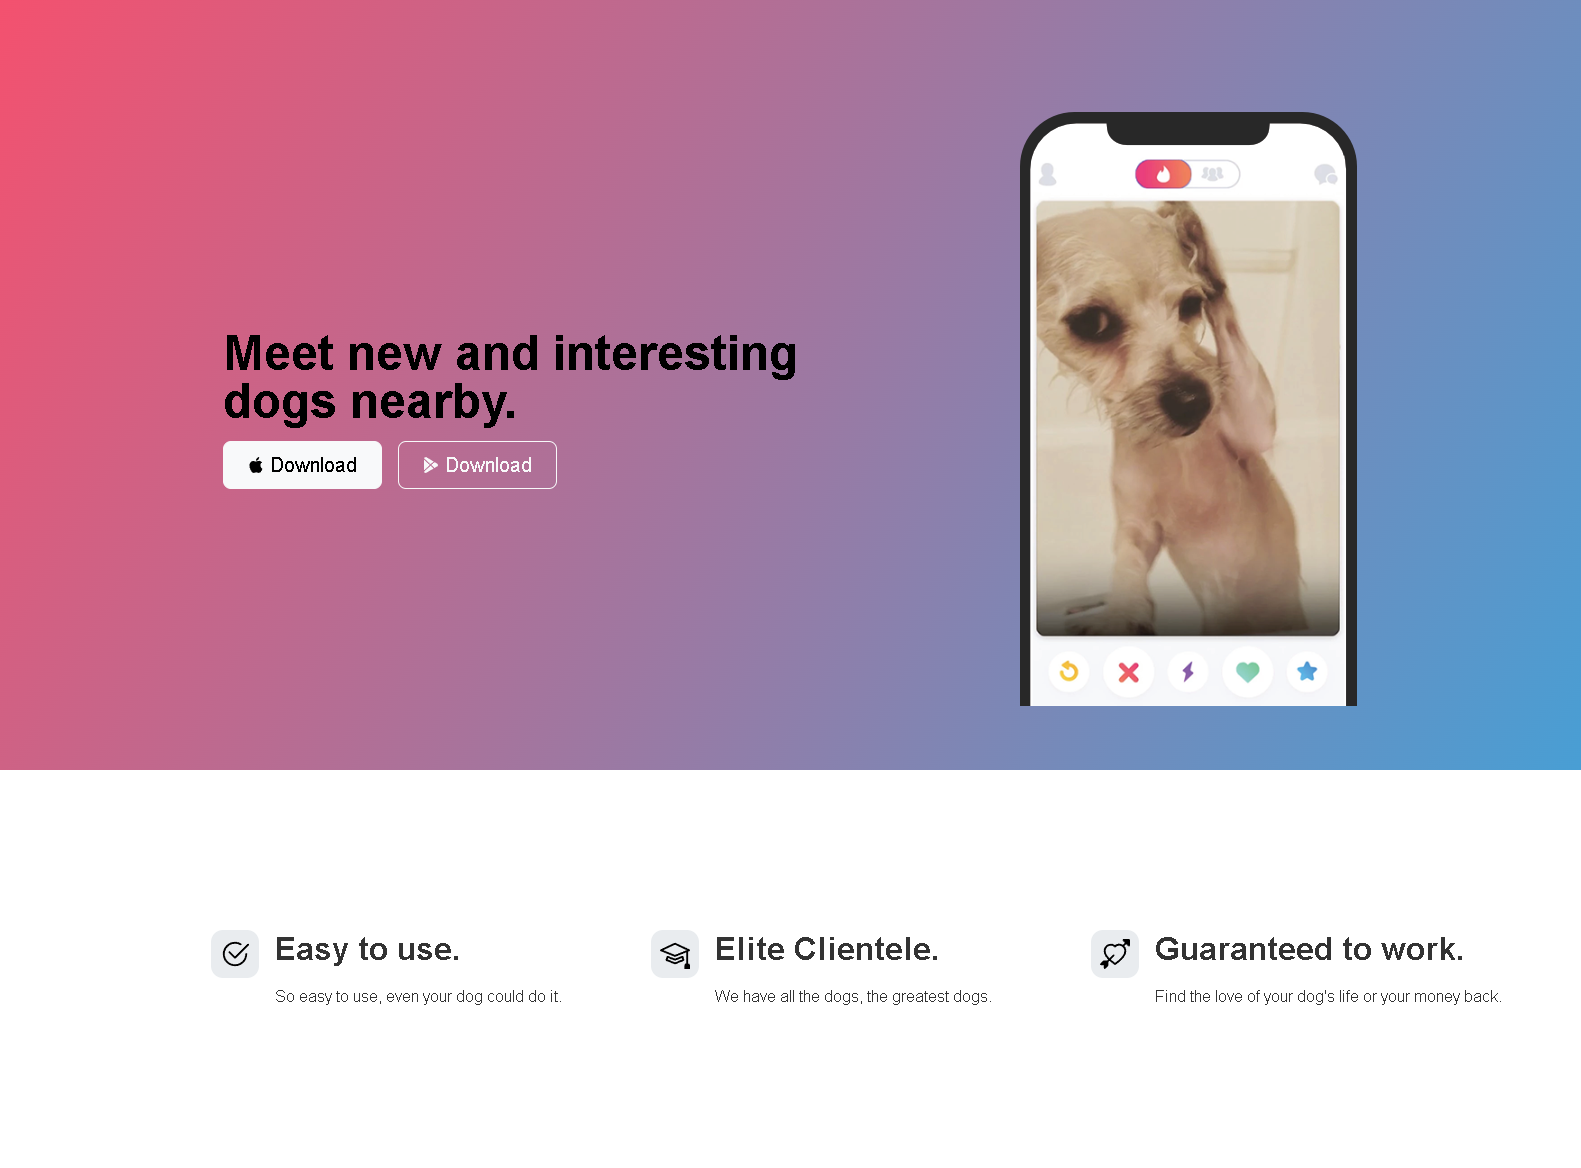 Meet new and interesting
dogs nearby.
Download
Download
Easy to use.
So easy to use, even your dog could do it.
Elite Clientele.
We have all the dogs, the greatest dogs.
Guaranteed to work.
Find the love of your dog's life or your money back.